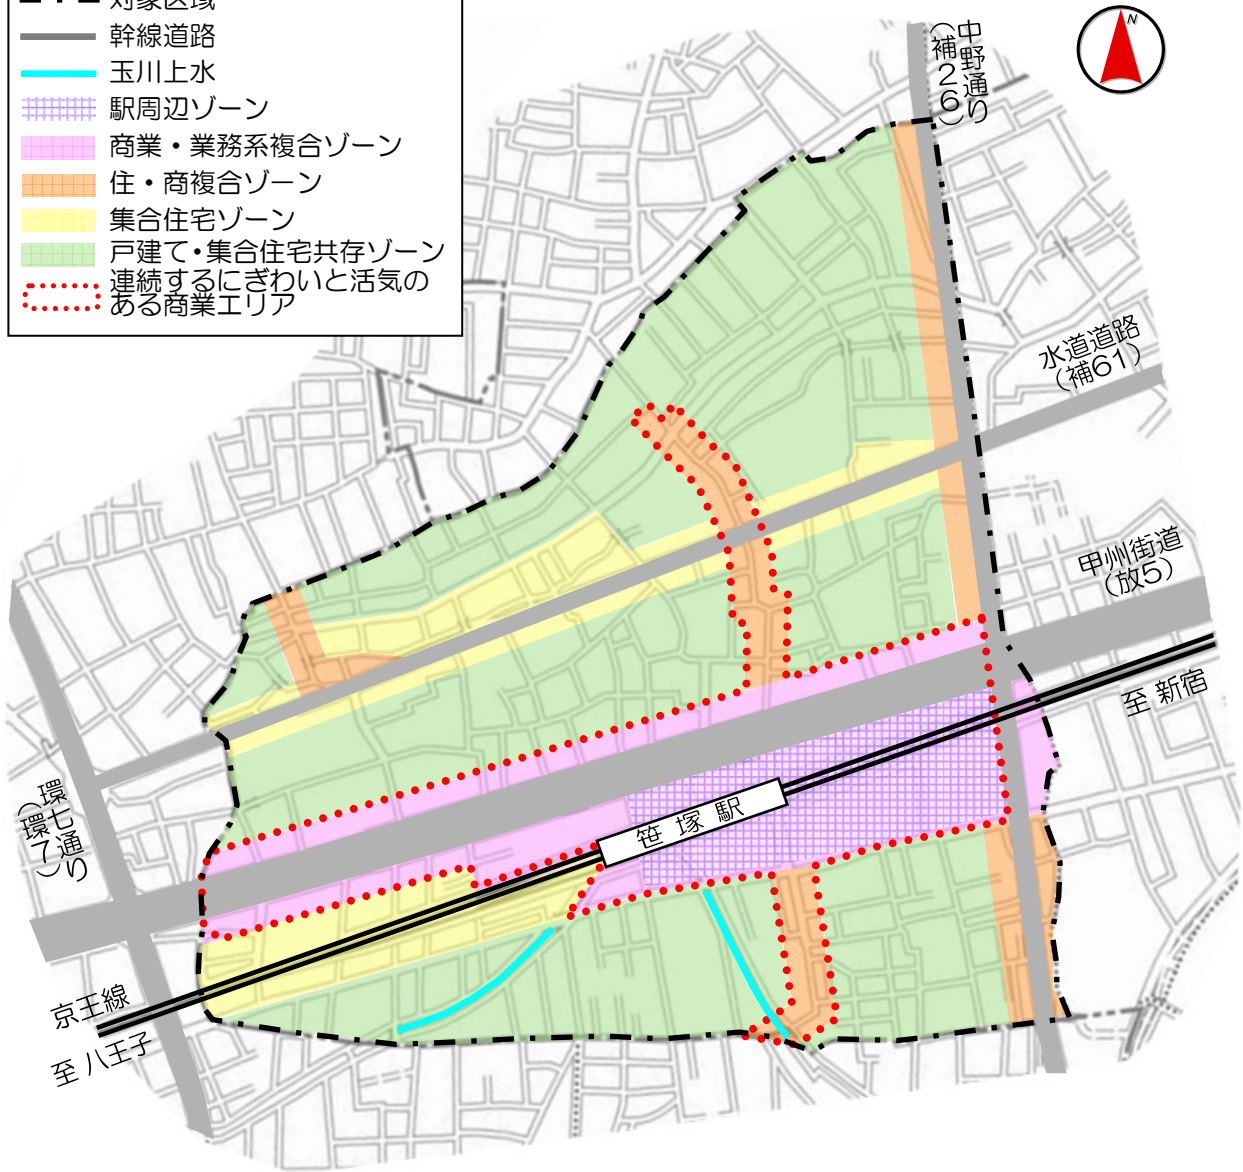 対象区域
幹線道路
玉川上水
駅周辺ゾーン
商業・業務系複合ゾーン
住・商複合ゾーン
集合住宅ゾーン
戸建て・集合住宅共存ゾーン
連続するにぎわいと活気の
ある商業エリア
N
中野通り
（補26）
水道道路
（補61）
甲州街道
（放5）
至 新宿
笹塚駅
環七通り
（環7）
京王線
至 八王子